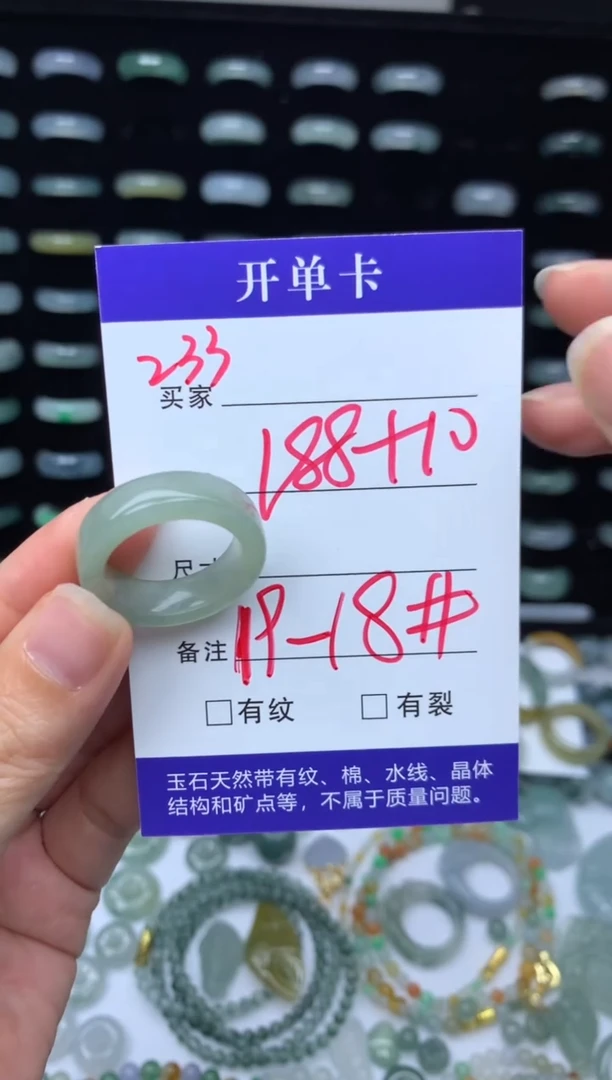 开单卡
233
买家
188+10
尺寸
备注 19-18#
□有纹 □有裂
玉石天然带有纹、棉、水线、晶体
结构和矿点等，不属于质量问题。